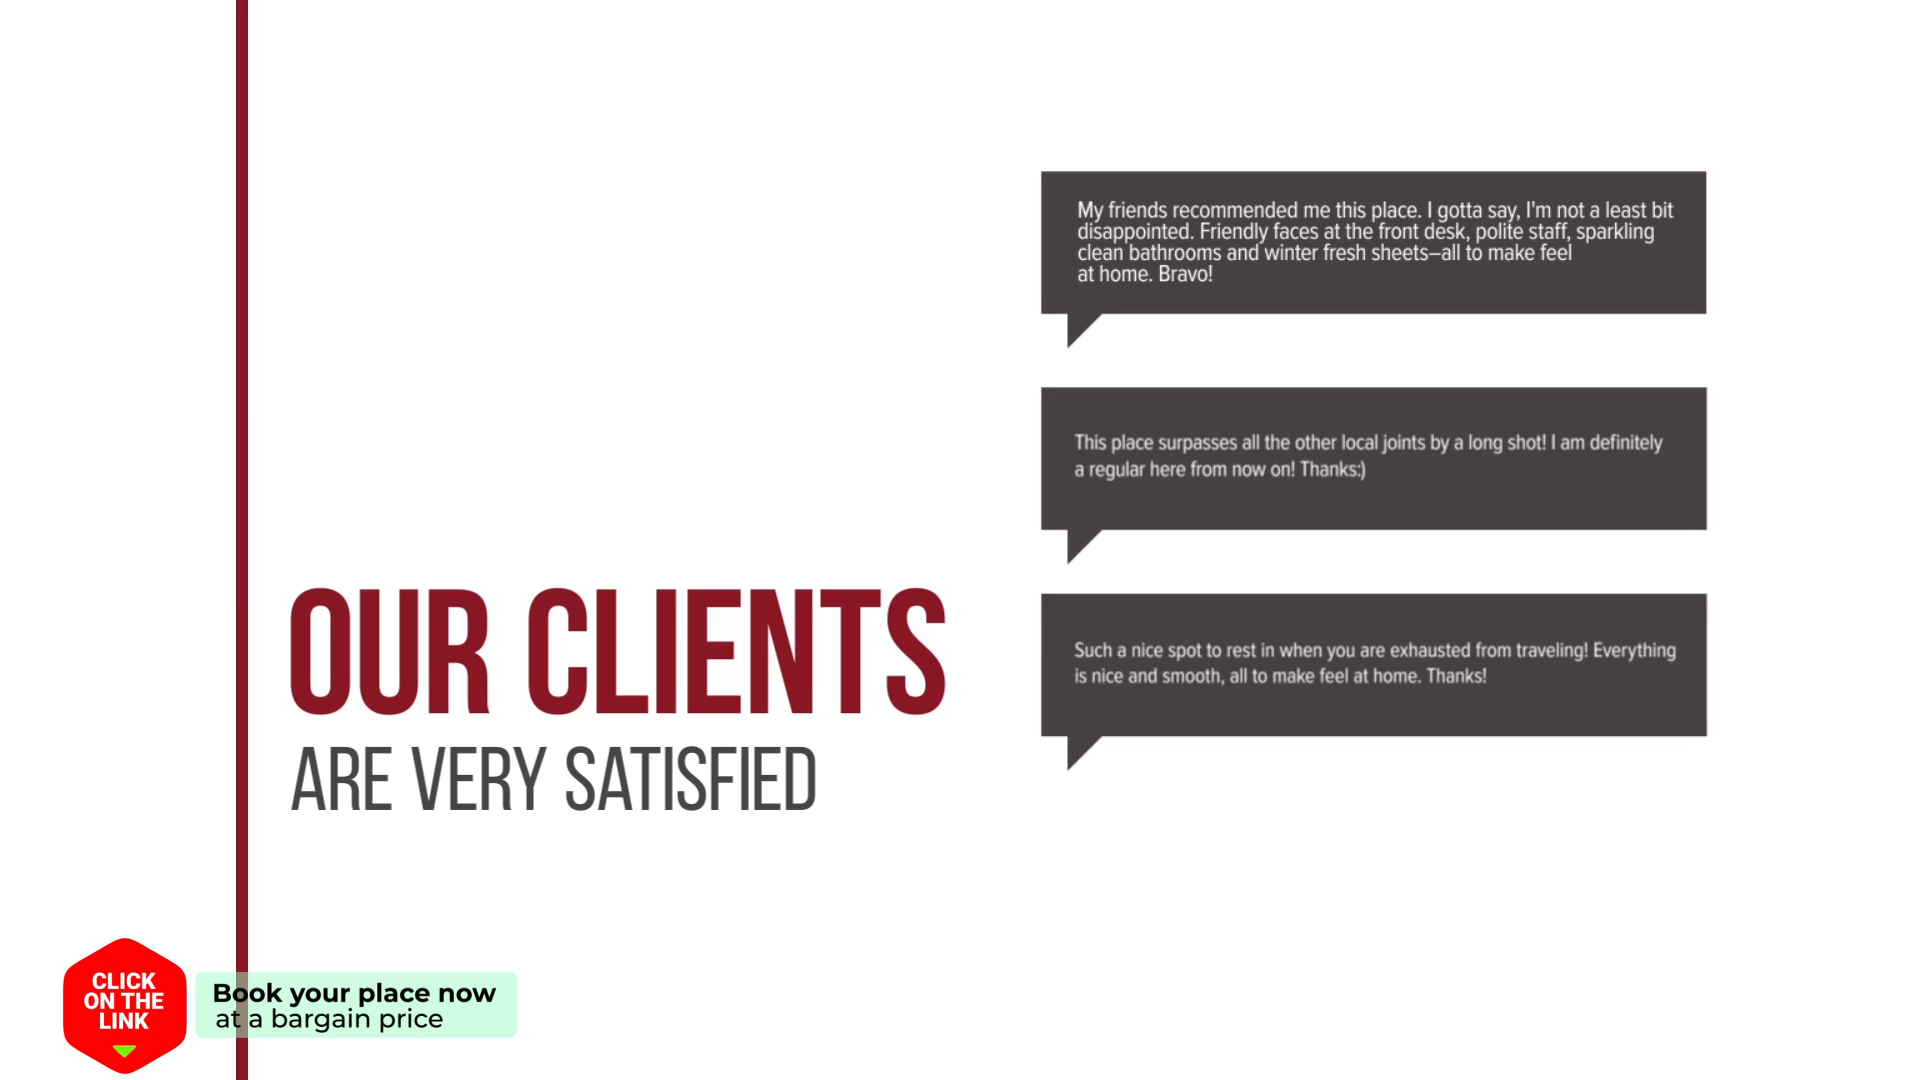 My friends recommended me this place. I gotta say, I'm not a least bit
disappointed. Friendly faces at the front desk, polite staff, sparkling
clean bathrooms and winter fresh sheets–all to make feel
at home. Bravo!
This place surpasses all the other local joints by a long shot! I am definitely
a regular here from now on! Thanks:)
Such a nice spot to rest in when you are exhausted from traveling! Everything
is nice and smooth, all to make feel at home. Thanks!
OUR CLIENTS
ARE VERY SATISFIED
CLICK
ON THE
LINK
Book your place now
at a bargain price